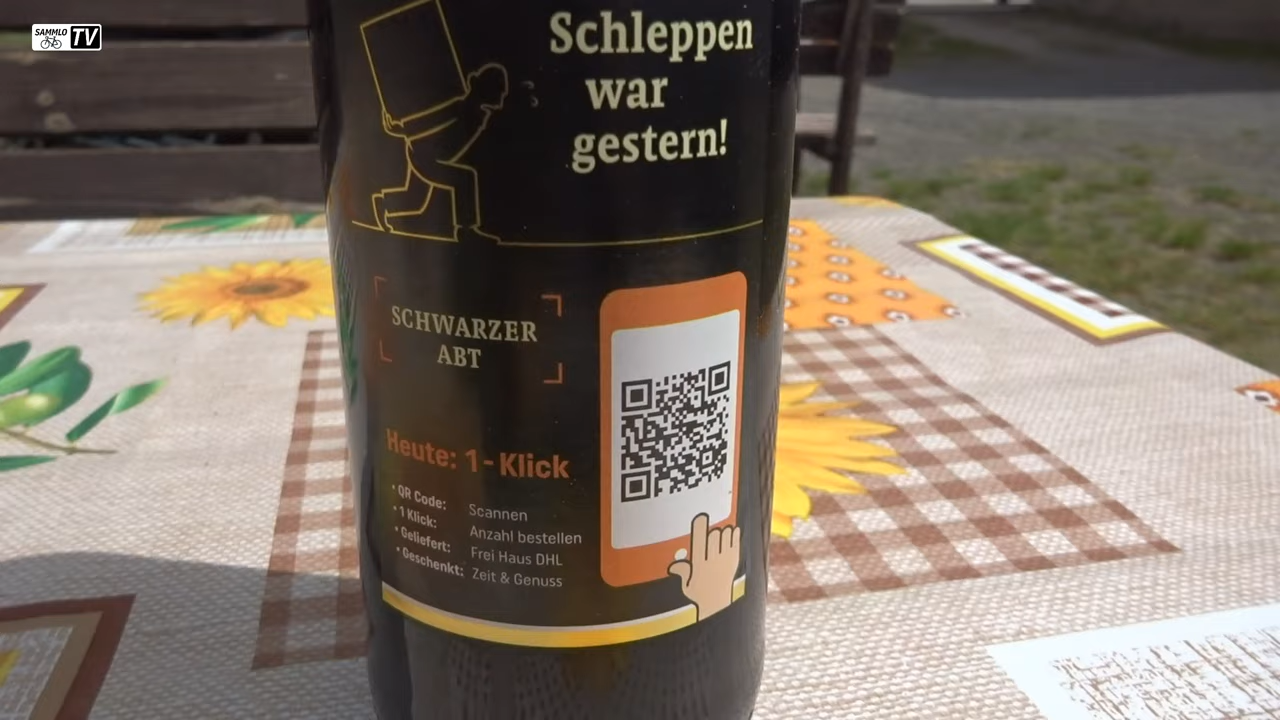 SAMMLO
TV
Schleppen
war
gestern!
SCHWARZER
ABT
Heute: 1-Klick
• QR Code: Scannen
• 1 Klick: Anzahl bestellen
• Geliefert: Frei Haus DHL
• Geschenkt: Zeit & Genuss